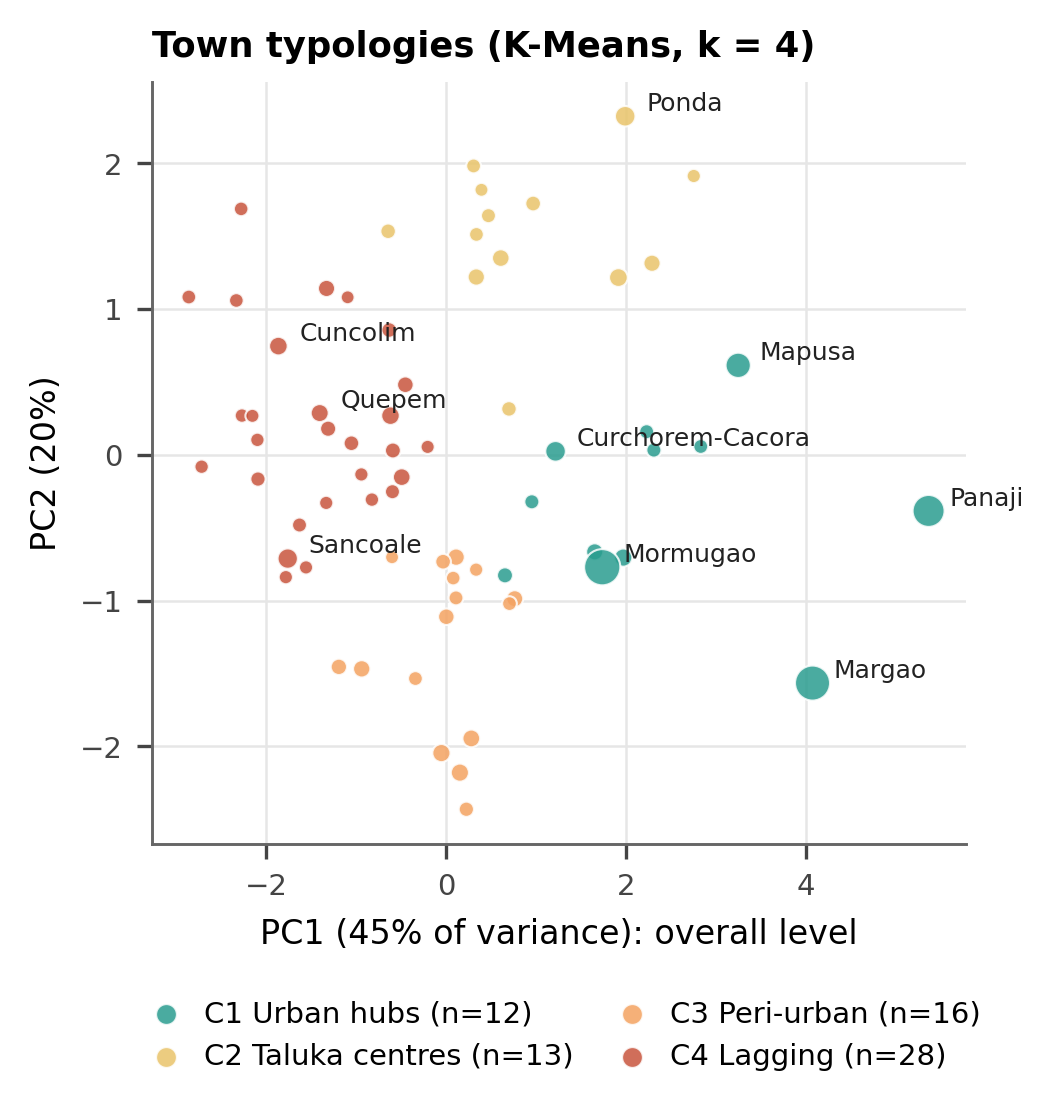 Town typologies (K-Means, k = 4)
Ponda
2
1
Cuncolim
Mapusa
Quepem
Curchorem-Cacora
0
PC2 (20%)
Panaji
Sancoale
Mormugao
−1
Margao
−2
−2 0 2 4
PC1 (45% of variance): overall level
C1 Urban hubs (n=12) C3 Peri-urban (n=16)
C2 Taluka centres (n=13) C4 Lagging (n=28)